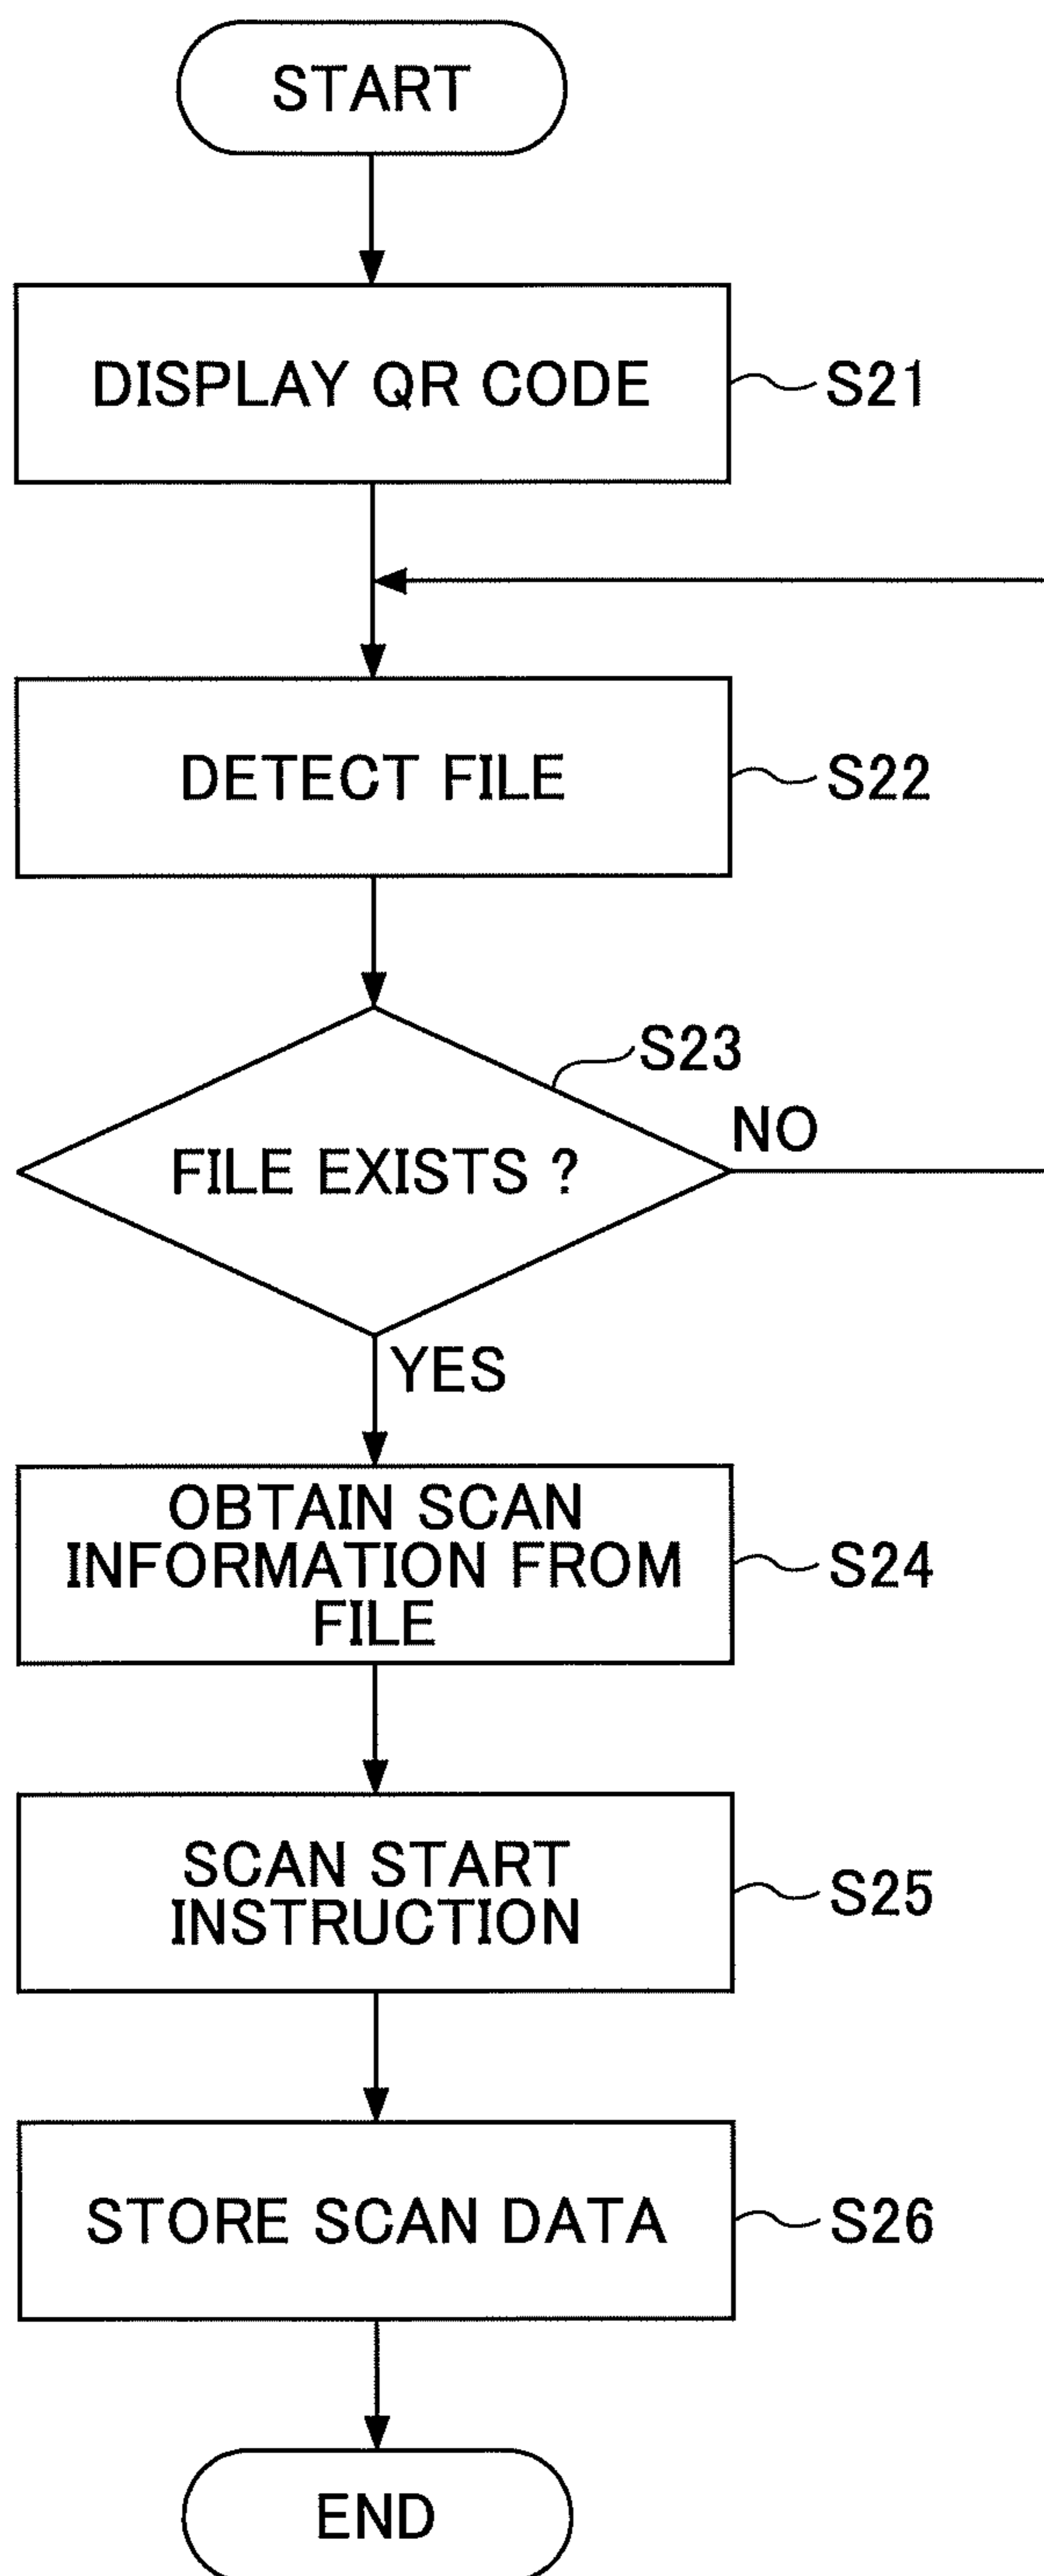 START
DISPLAY QR CODE
S21
DETECT FILE
S22
S23
NO
FILE EXISTS ?
YES
OBTAIN SCAN
INFORMATION FROM
FILE
S24
SCAN START
INSTRUCTION
S25
STORE SCAN DATA
S26
END